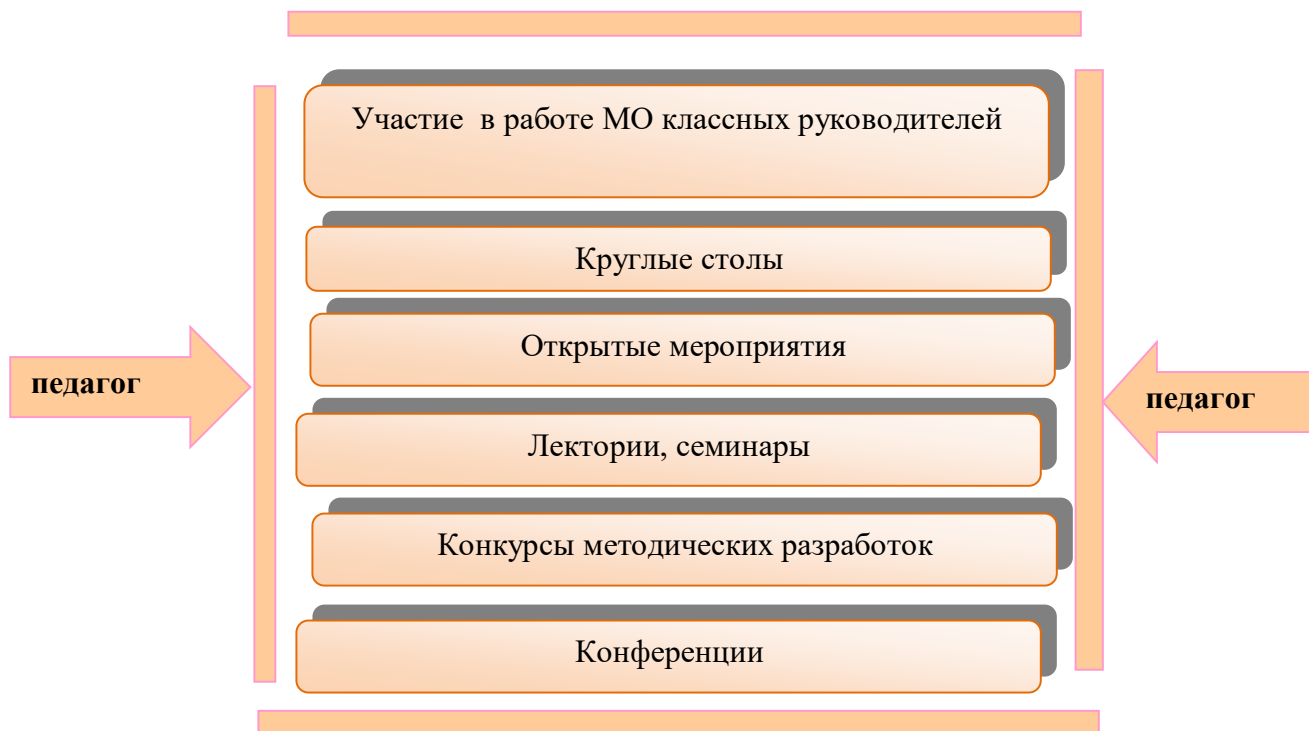 Участие в работе МО классных руководителей
Круглые столы
Открытые мероприятия
педагог
педагог
Лектории, семинары
Конкурсы методических разработок
Конференции